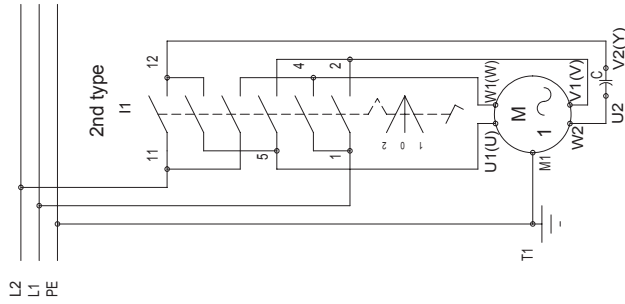 2nd type
I1
12
4
2
11
5
1
2
0
1
W1(W)
U1(U)
M
1
M1
V1(V)
W2
C
V2(Y)
U2
T1
L2
L1
PE